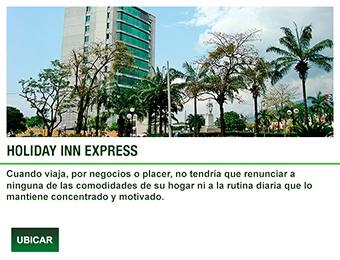 HOLIDAY INN EXPRESS
Cuando viaja, por negocios o placer, no tendría que renunciar a
ninguna de las comodidades de su hogar ni a la rutina diaria que lo
mantiene concentrado y motivado.
UBICAR